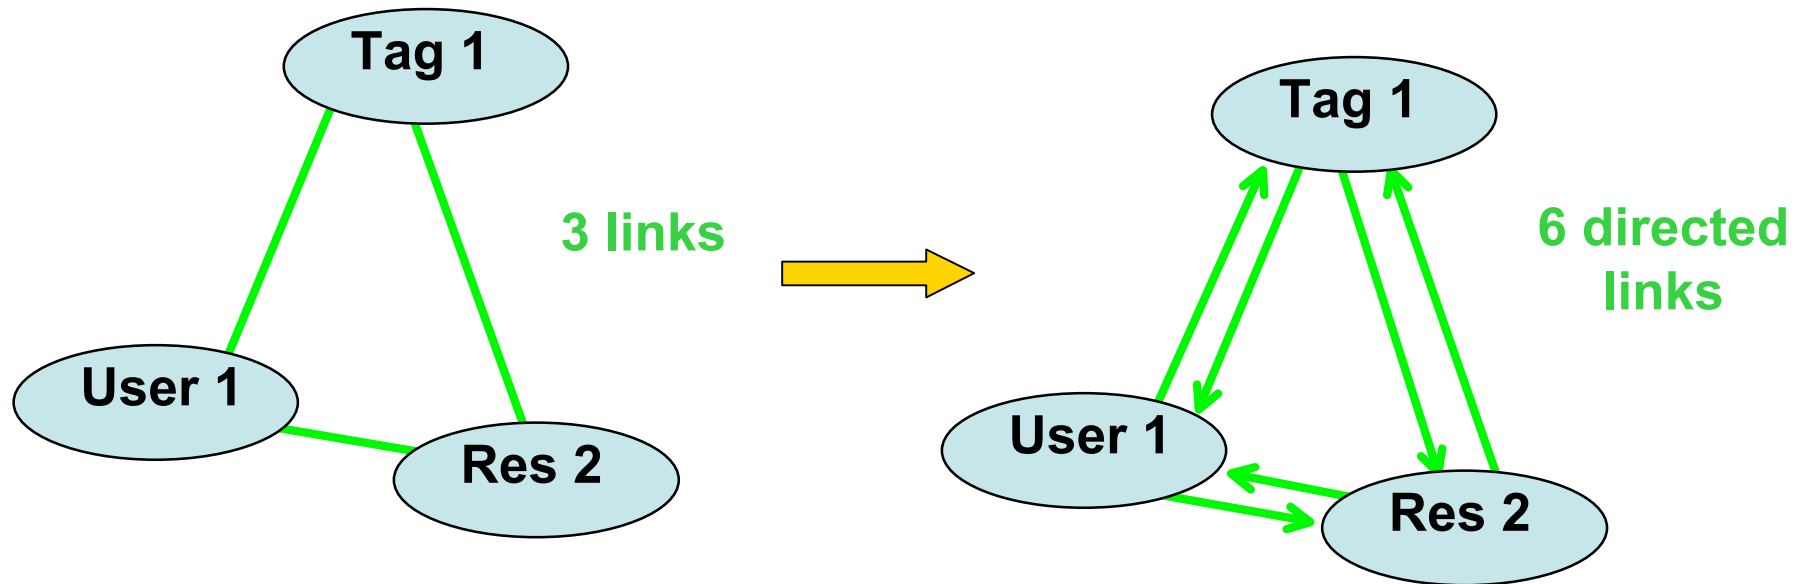 Tag 1
3 links
User 1
Res 2
Tag 1
6 directed
links
User 1
Res 2